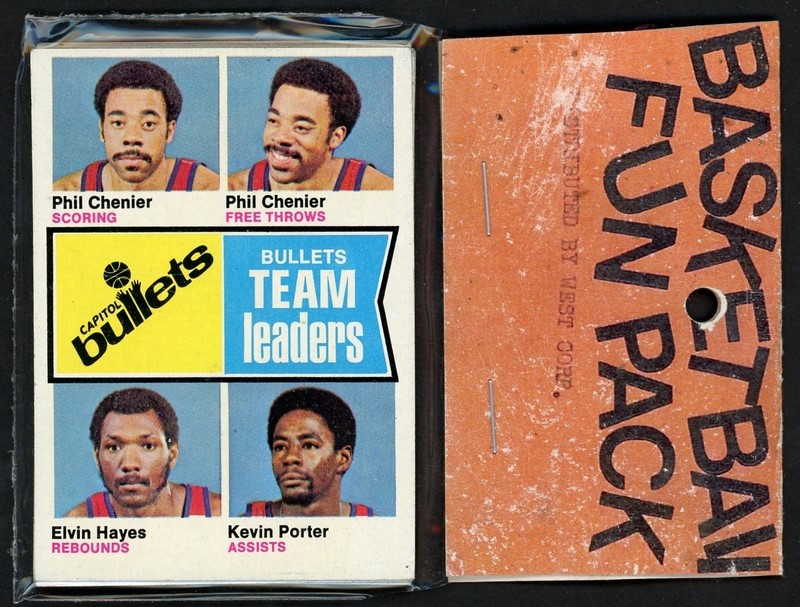 Phil Chenier
SCORING
Phil Chenier
FREE THROWS
CAPITOL
bullets
BULLETS
TEAM
leaders
Elvin Hayes
REBOUNDS
Kevin Porter
ASSISTS
BASKETBALL
FUN PACK
DISTRIBUTED BY WEST CORP.